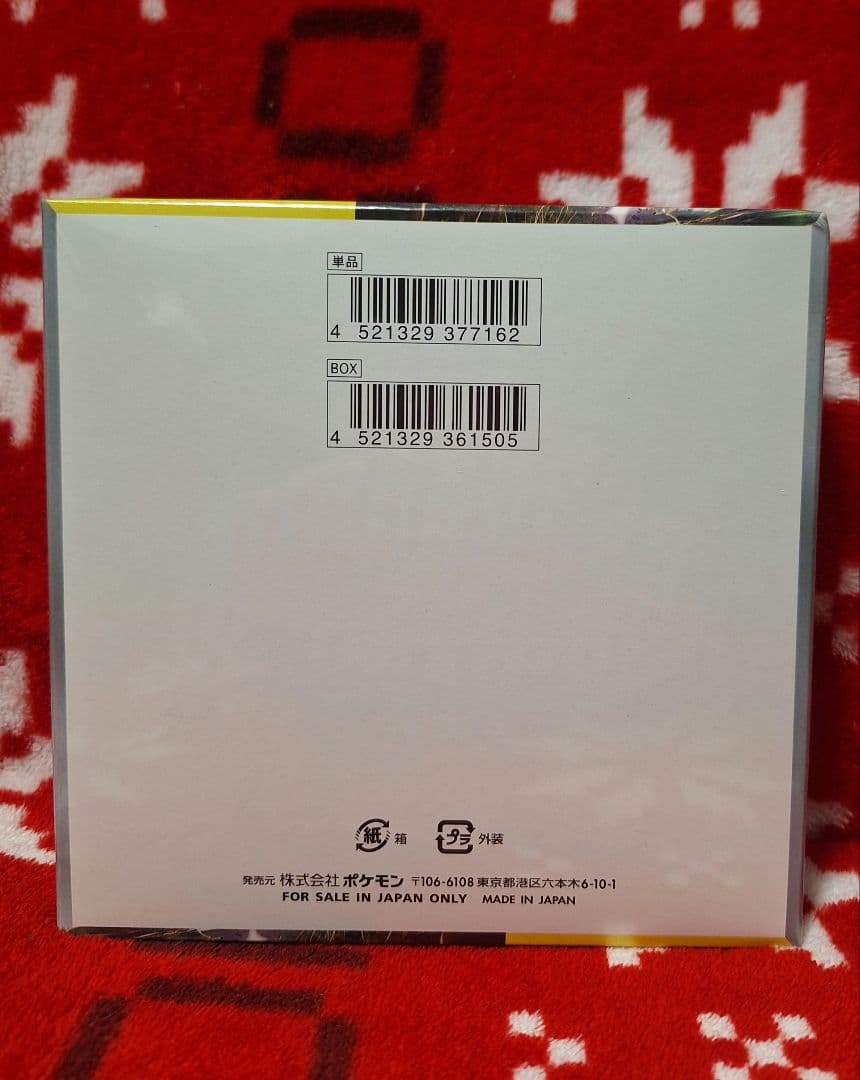 単品
4 521329 377162
BOX
4 521329 361505
紙 箱 プラ 外装
発売元 株式会社 ポケモン 〒106-6108 東京都港区六本木6-10-1
FOR SALE IN JAPAN ONLY MADE IN JAPAN